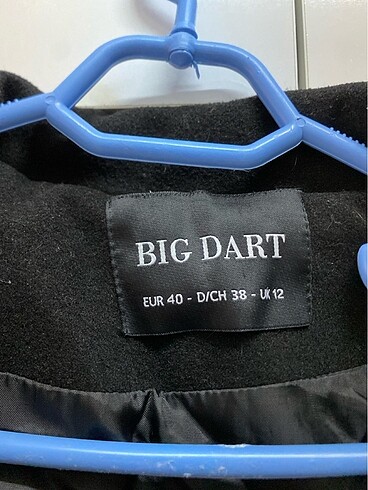 BIG DART
EUR 40 - D/CH 38 - UK 12